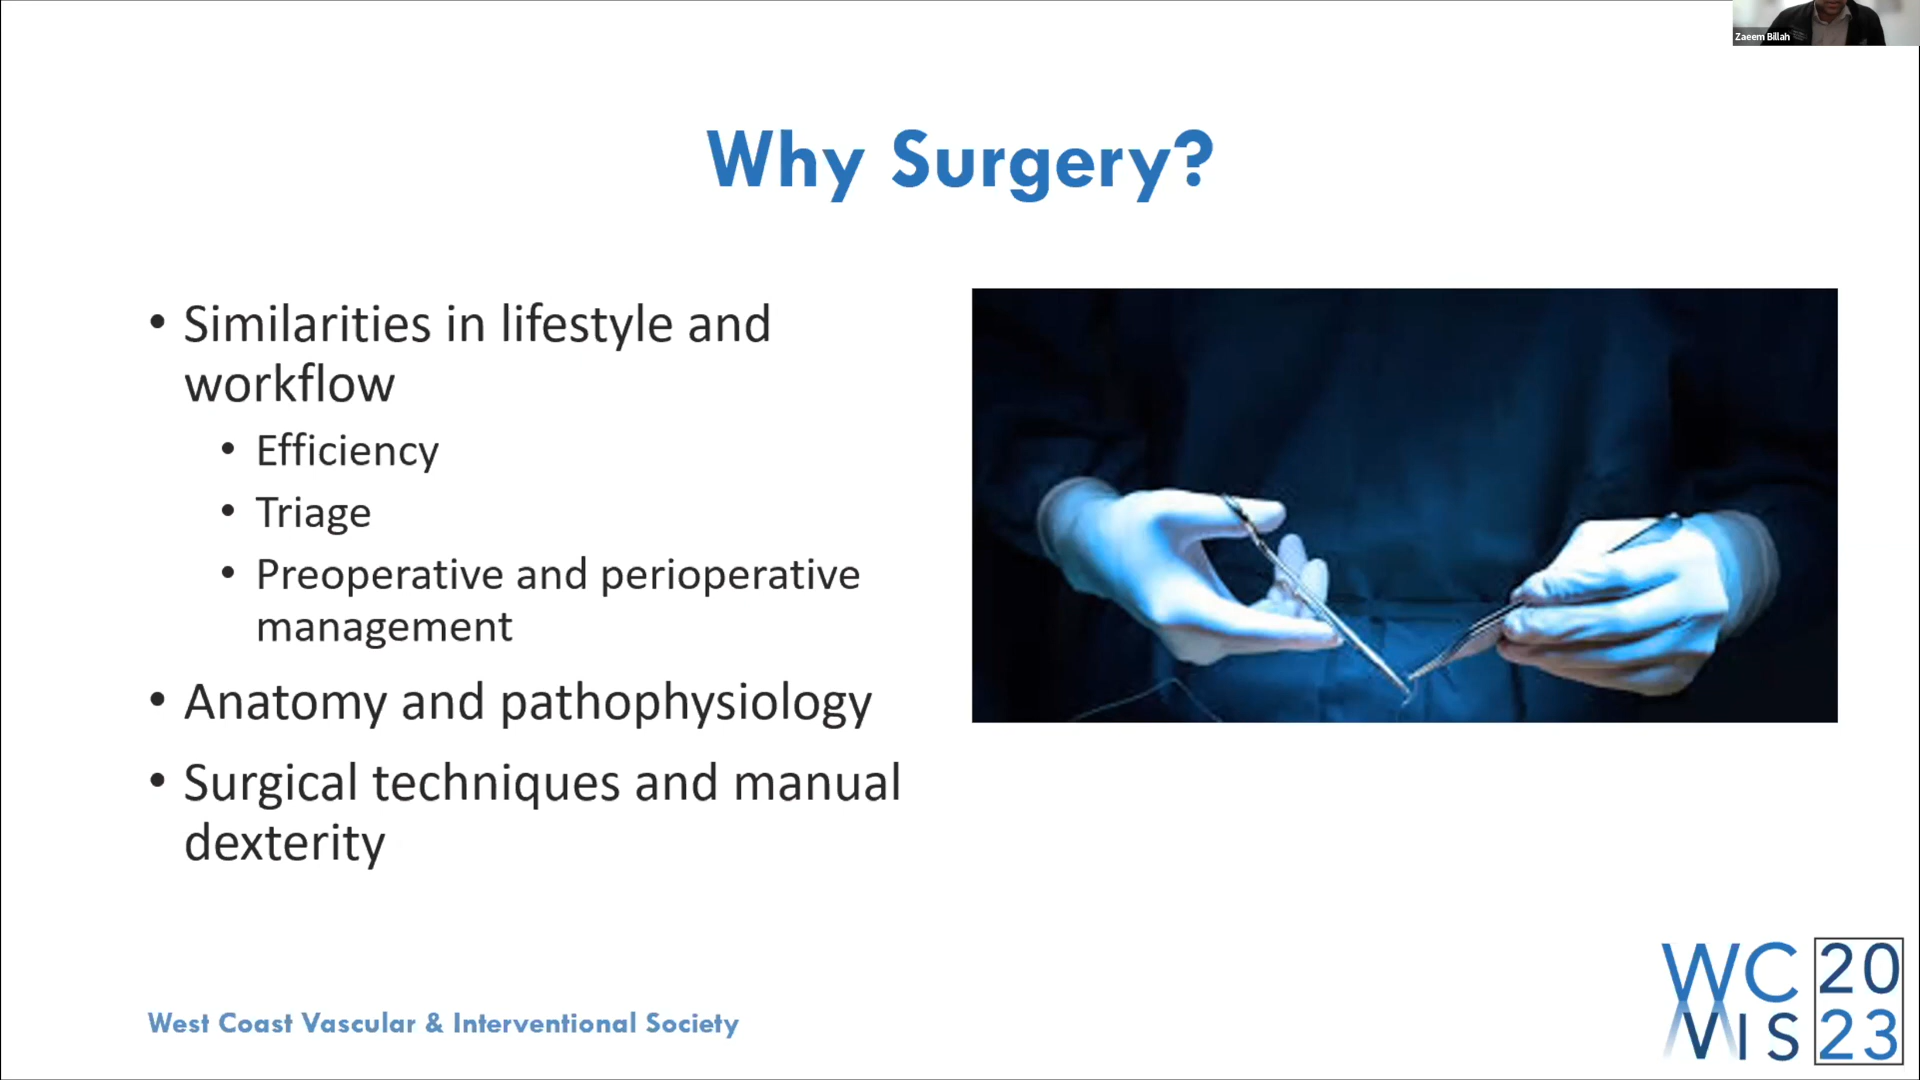 Zaeem Billah
Why Surgery?
• Similarities in lifestyle and
workflow
• Efficiency
• Triage
• Preoperative and perioperative
management
• Anatomy and pathophysiology
• Surgical techniques and manual
dexterity
West Coast Vascular & Interventional Society
WC 20
VIS 23